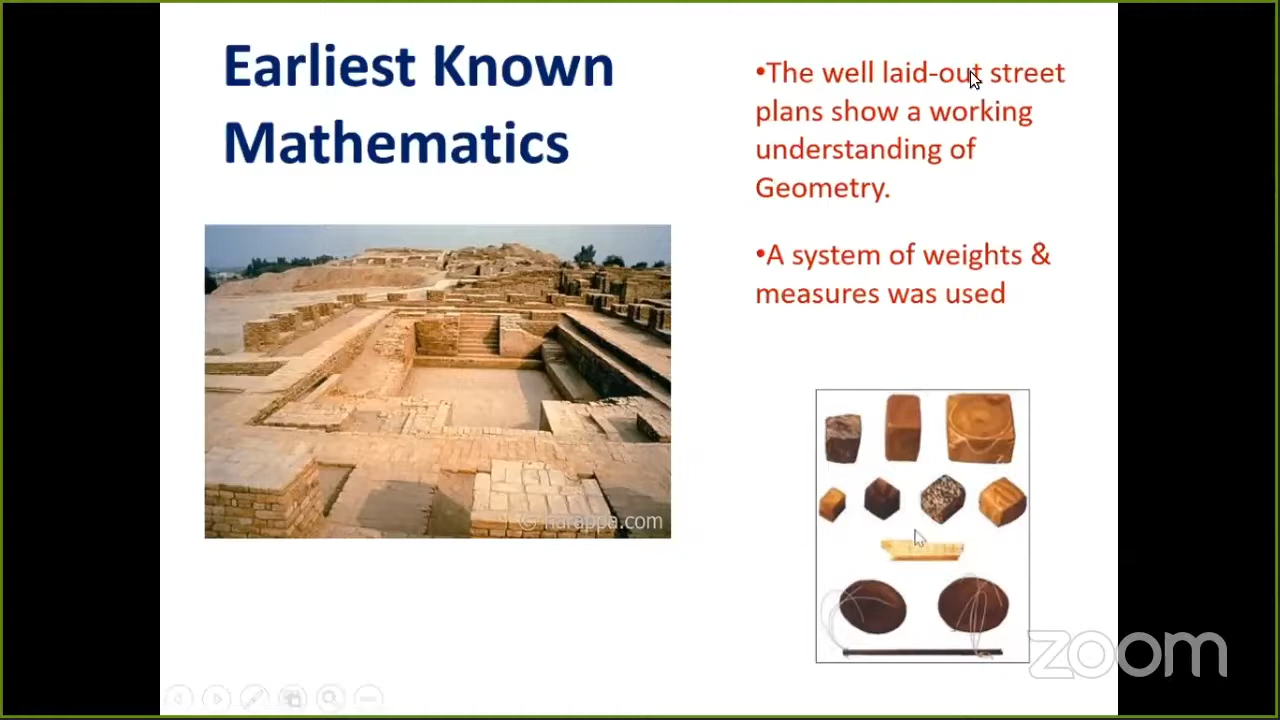 Earliest Known
Mathematics
•The well laid-out street
plans show a working
understanding of
Geometry.
•A system of weights &
measures was used
© harappa.com
zoom